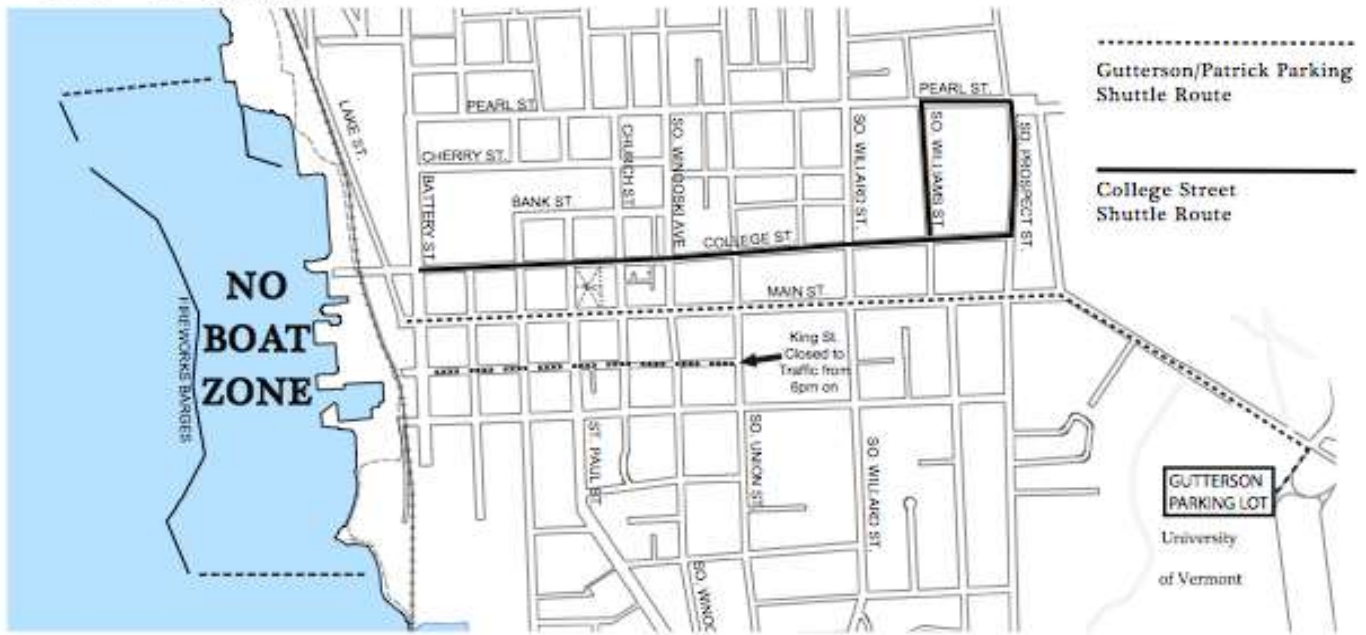 Gutterson/Patrick Parking
Shuttle Route
College Street
Shuttle Route
PEARL ST.
PEARL ST.
LAKE ST.
CHERRY ST.
CHURCH ST.
SO. WINOOSKI AVE
SO. WILLARD ST.
SO. WILLIAMS ST.
SO. PROSPECT ST.
BATTERY ST.
BANK ST.
COLLEGE ST.
MAIN ST.
NO
BOAT
ZONE
FIREWORKS BARGES
King St.
Closed to
Traffic from
6pm on
ST. PAUL ST.
SO. UNION ST.
SO. WILLARD ST.
SO. WINOO
GUTTERSON
PARKING LOT
University
of Vermont